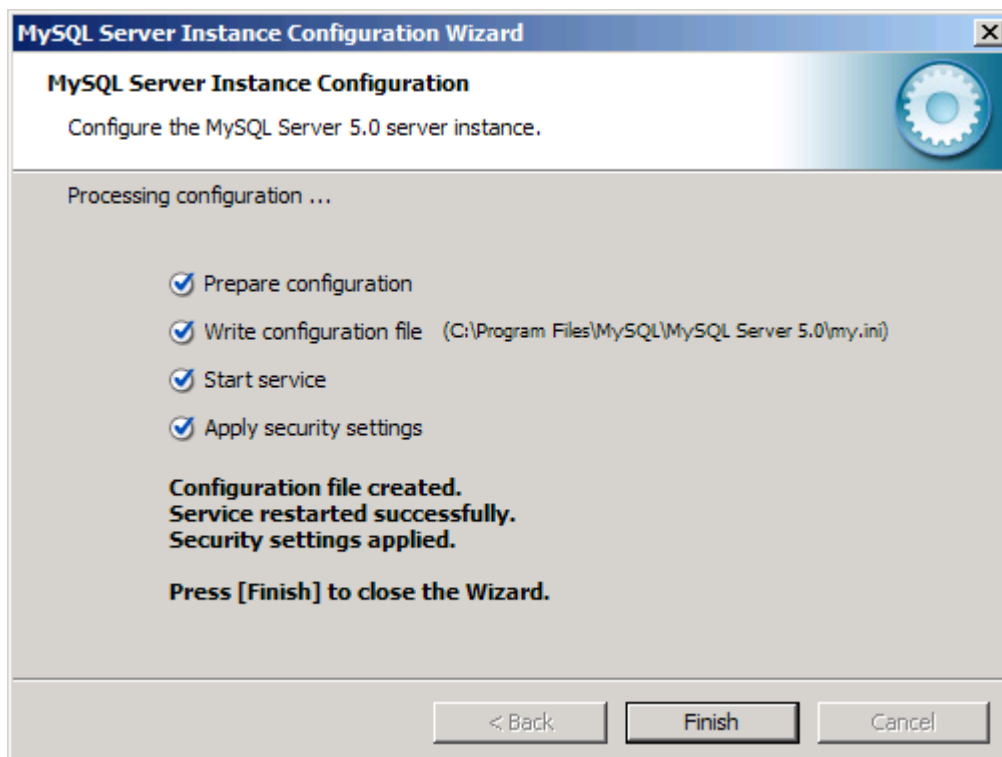 MySQL Server Instance Configuration Wizard
MySQL Server Instance Configuration
Configure the MySQL Server 5.0 server instance.
Processing configuration ...
Prepare configuration
Write configuration file (C:\Program Files\MySQL\MySQL Server 5.0\my.ini)
Start service
Apply security settings
Configuration file created.
Service restarted successfully.
Security settings applied.
Press [Finish] to close the Wizard.
< Back Finish Cancel